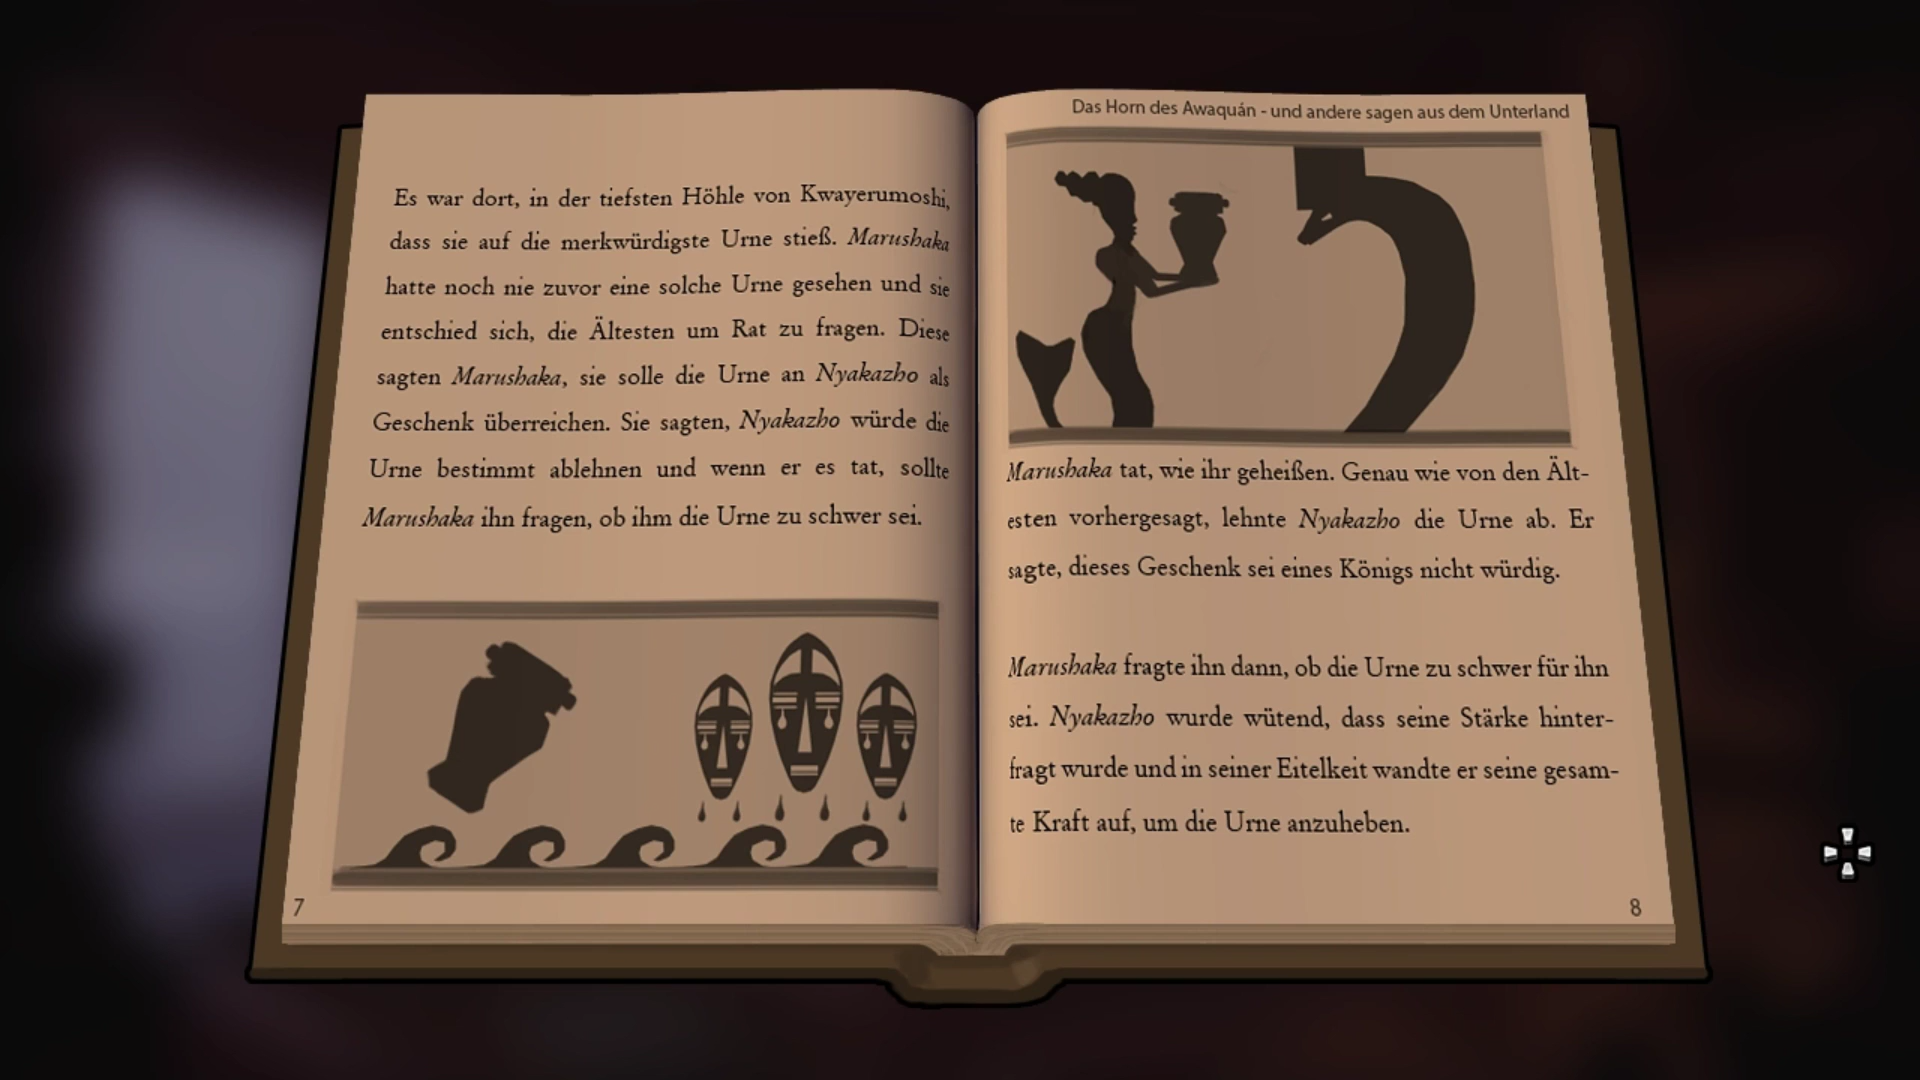 Es war dort, in der tiefsten Höhle von Kwayerumoshi,
dass sie auf die merkwürdigste Urne stieß. Marushaka
hatte noch nie zuvor eine solche Urne gesehen und sie
entschied sich, die Ältesten um Rat zu fragen. Diese
sagten Marushaka, sie solle die Urne an Nyakazho als
Geschenk überreichen. Sie sagten, Nyakazho würde die
Urne bestimmt ablehnen und wenn er es tat, sollte
Marushaka ihn fragen, ob ihm die Urne zu schwer sei.
7
Das Horn des Awaquán - und andere sagen aus dem Unterland
Marushaka tat, wie ihr geheißen. Genau wie von den Ält-
esten vorhergesagt, lehnte Nyakazho die Urne ab. Er
sagte, dieses Geschenk sei eines Königs nicht würdig.
Marushaka fragte ihn dann, ob die Urne zu schwer für ihn
sei. Nyakazho wurde wütend, dass seine Stärke hinter-
fragt wurde und in seiner Eitelkeit wandte er seine gesam-
te Kraft auf, um die Urne anzuheben.
8